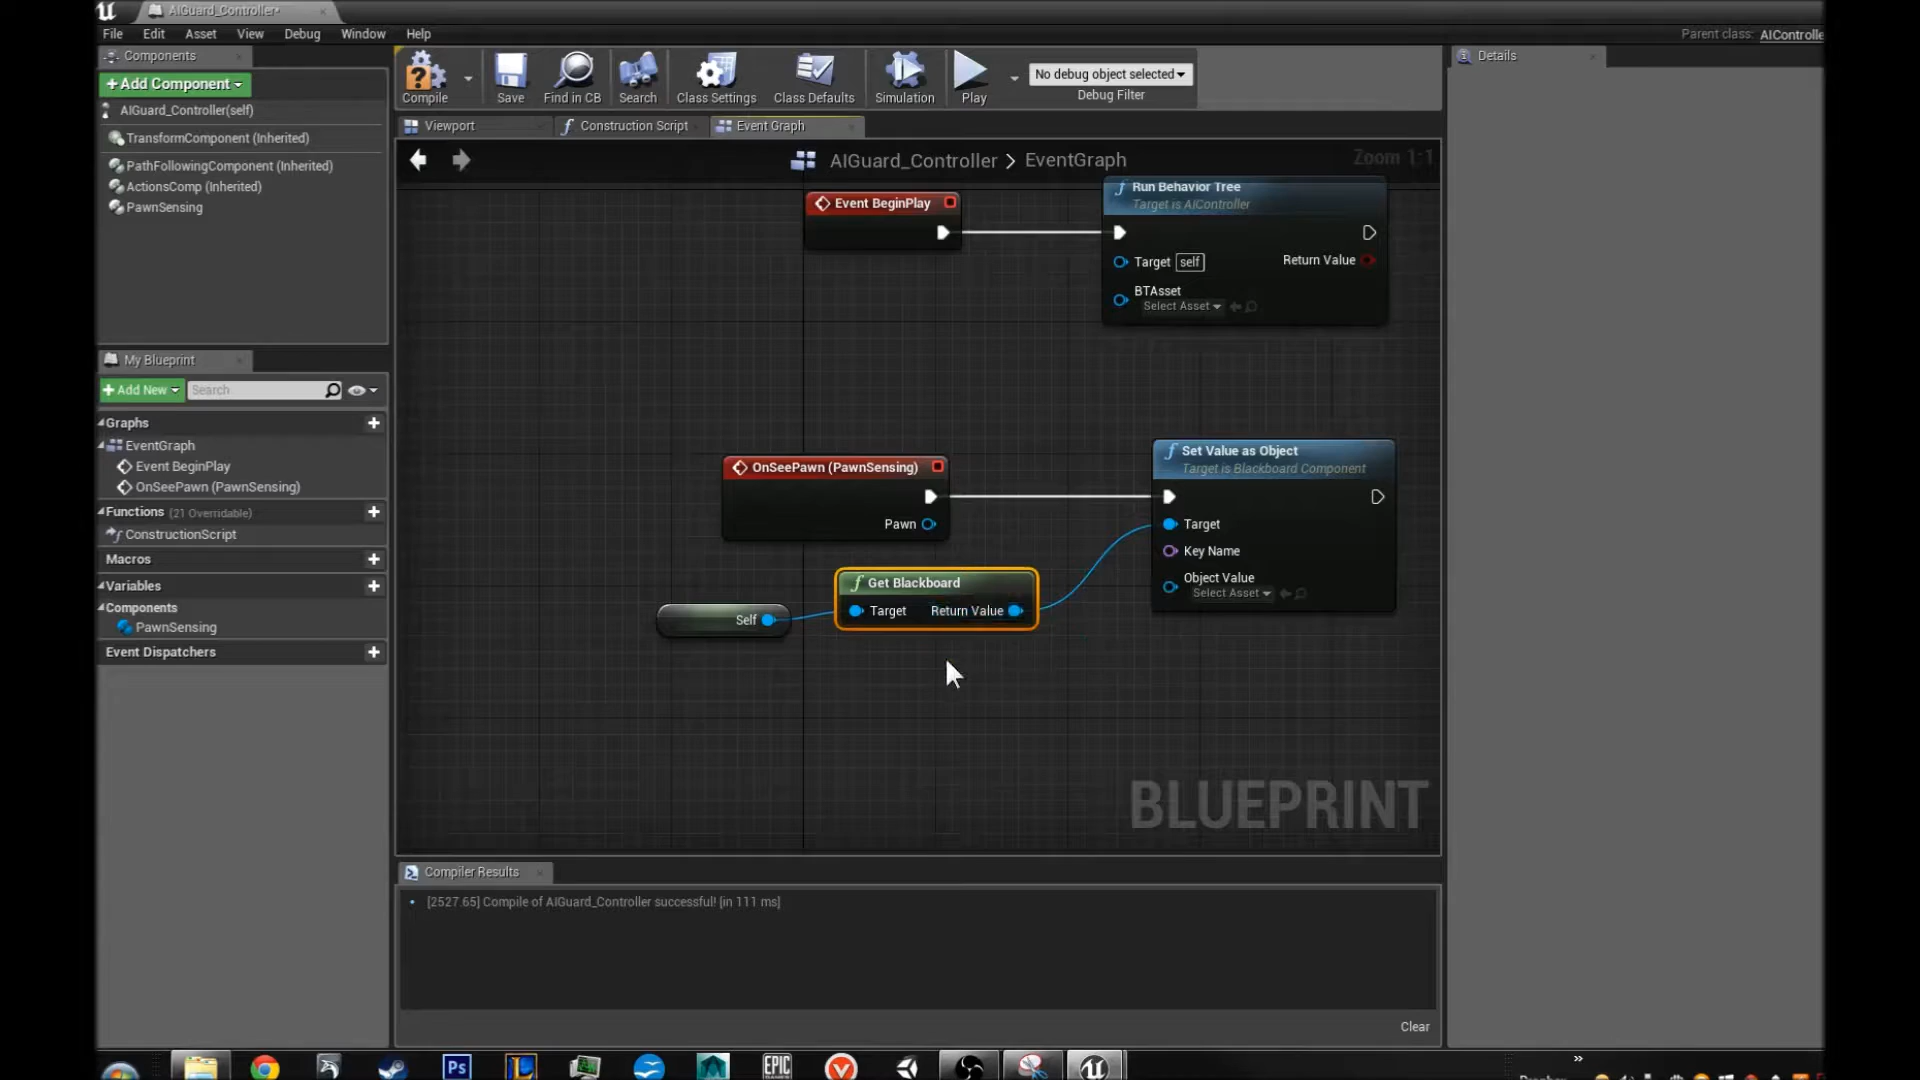 AIGuard_Controller*
File Edit Asset View Debug Window Help
Parent class: AIControlle
Components
Details
+Add Component
Compile Save Find in CB Search Class Settings Class Defaults Simulation Play
No debug object selected
Debug Filter
AIGuard_Controller(self)
TransformComponent (Inherited)
PathFollowingComponent (Inherited)
ActionsComp (Inherited)
PawnSensing
Viewport
Construction Script
Event Graph
AIGuard_Controller > EventGraph
Zoom 1:1
Event BeginPlay
Run Behavior Tree
Target is AIController
Target self
Return Value
BTAsset
Select Asset
My Blueprint
+Add New
Search
Graphs
EventGraph
Event BeginPlay
OnSeePawn (PawnSensing)
Functions (21 Overridable)
ConstructionScript
Macros
Variables
Components
PawnSensing
Event Dispatchers
OnSeePawn (PawnSensing)
Pawn
Set Value as Object
Target is Blackboard Component
Target
Key Name
Object Value
Select Asset
Get Blackboard
Target
Return Value
Self
BLUEPRINT
Compiler Results
[2527.65] Compile of AIGuard_Controller successful! [in 111 ms]
Clear
Ps
L
EPIC
GAMES
»